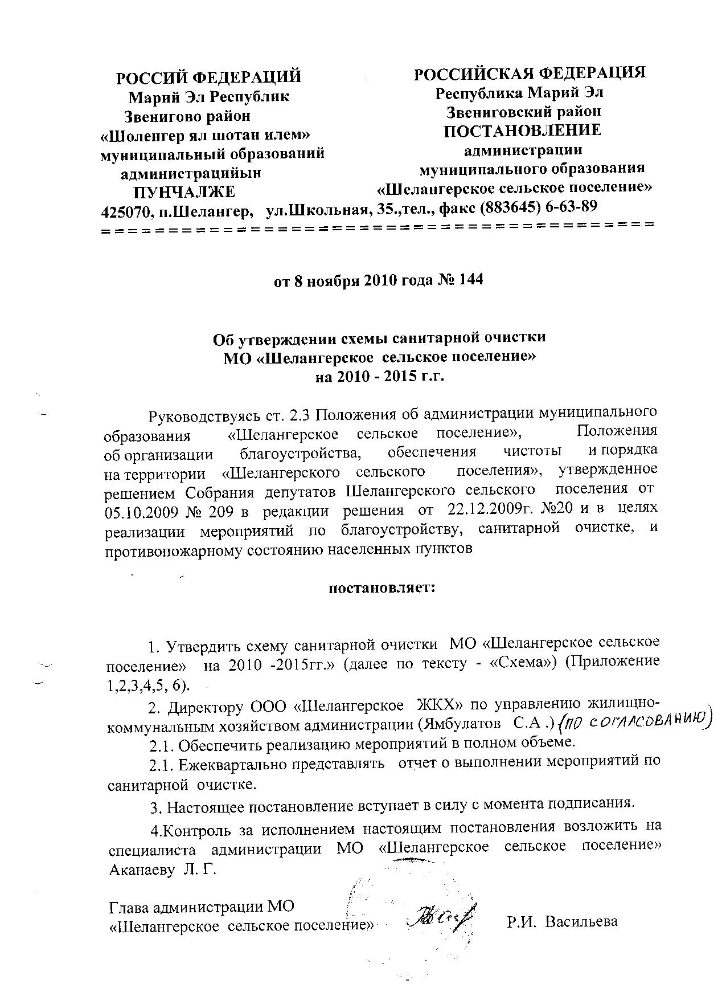 РОССИЙ ФЕДЕРАЦИЙ
Марий Эл Республик
Звенигово район
«Шоленгер ял шотан илем»
муниципальный образований
администрацийын
ПУНЧАЛЖЕ
РОССИЙСКАЯ ФЕДЕРАЦИЯ
Республика Марий Эл
Звениговский район
ПОСТАНОВЛЕНИЕ
администрации
муниципального образования
«Шелангерское сельское поселение»
425070, п.Шелангер, ул.Школьная, 35.,тел., факс (883645) 6-63-89
= = = = = = = = = = = = = = = = = = = = = = = = = = = = = = = = = = = = = = = = =
от 8 ноября 2010 года № 144
Об утверждении схемы санитарной очистки
МО «Шелангерское сельское поселение»
на 2010 - 2015 г.г.
Руководствуясь ст. 2.3 Положения об администрации муниципального
образования «Шелангерское сельское поселение», Положения
об организации благоустройства, обеспечения чистоты и порядка
на территории «Шелангерского сельского поселения», утвержденное
решением Собрания депутатов Шелангерского сельского поселения от
05.10.2009 № 209 в редакции решения от 22.12.2009г. №20 и в целях
реализации мероприятий по благоустройству, санитарной очистке, и
противопожарному состоянию населенных пунктов
постановляет:
1. Утвердить схему санитарной очистки МО «Шелангерское сельское
поселение» на 2010 -2015гг.» (далее по тексту - «Схема») (Приложение
1,2,3,4,5, 6).
2. Директору ООО «Шелангерское ЖКХ» по управлению жилищно-
коммунальным хозяйством администрации (Ямбулатов С.А .) (по согласованию)
2.1. Обеспечить реализацию мероприятий в полном объеме.
2.1. Ежеквартально представлять отчет о выполнении мероприятий по
санитарной очистке.
3. Настоящее постановление вступает в силу с момента подписания.
4.Контроль за исполнением настоящим постановления возложить на
специалиста администрации МО «Шелангерское сельское поселение»
Аканаеву Л. Г.
Глава администрации МО
«Шелангерское сельское поселение» Р.И. Васильева